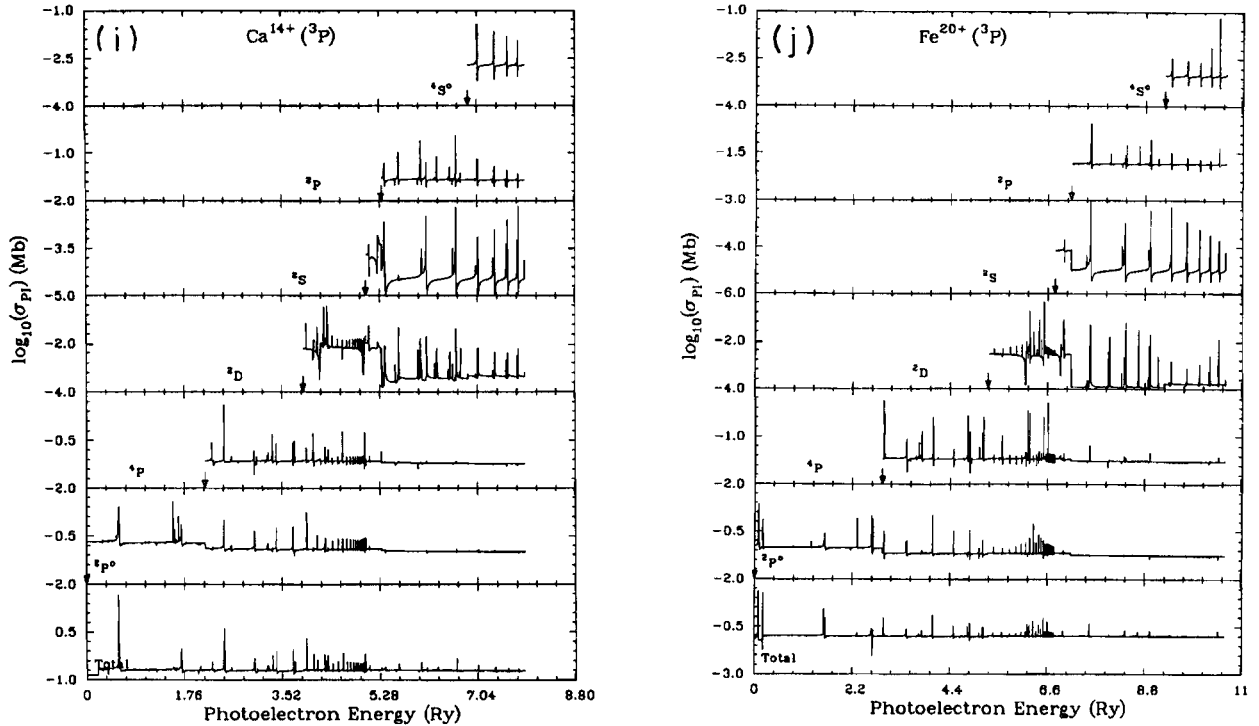 (i) Ca¹⁴⁺ (³P)
−1.0
−2.5
−4.0
⁴Sᵒ
−1.0
−2.0
²P
−3.5
−5.0
²S
−2.0
−4.0
²D
−0.5
−2.0
⁴P
−0.5
−2.0
²Pᵒ
0.5
−1.0
Total
log₁₀(σPI) (Mb)
0 1.76 3.52 5.28 7.04 8.80
Photoelectron Energy (Ry)
(j) Fe²⁰⁺ (³P)
−1.0
−2.5
−4.0
⁴Sᵒ
−1.5
−3.0
²P
−4.0
−6.0
²S
−2.0
−4.0
²D
−1.0
−2.0
⁴P
−0.5
−2.0
²Pᵒ
−0.5
−3.0
Total
log₁₀(σPI) (Mb)
0 2.2 4.4 6.6 8.8 11
Photoelectron Energy (Ry)